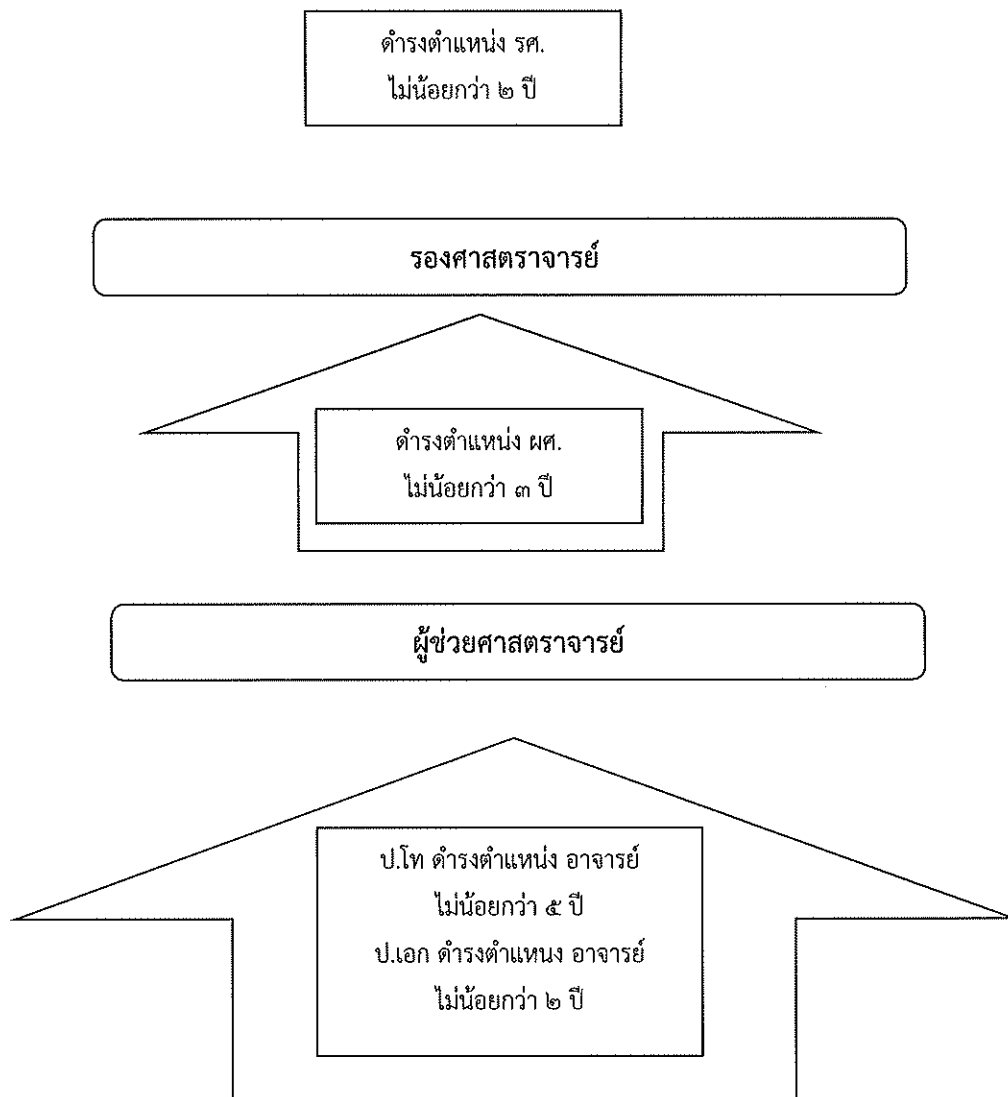 ดำรงตำแหน่ง รศ.
ไม่น้อยกว่า ๒ ปี
รองศาสตราจารย์
ดำรงตำแหน่ง ผศ.
ไม่น้อยกว่า ๓ ปี
ผู้ช่วยศาสตราจารย์
ป.โท ดำรงตำแหน่ง อาจารย์
ไม่น้อยกว่า ๕ ปี
ป.เอก ดำรงตำแหนง อาจารย์
ไม่น้อยกว่า ๒ ปี